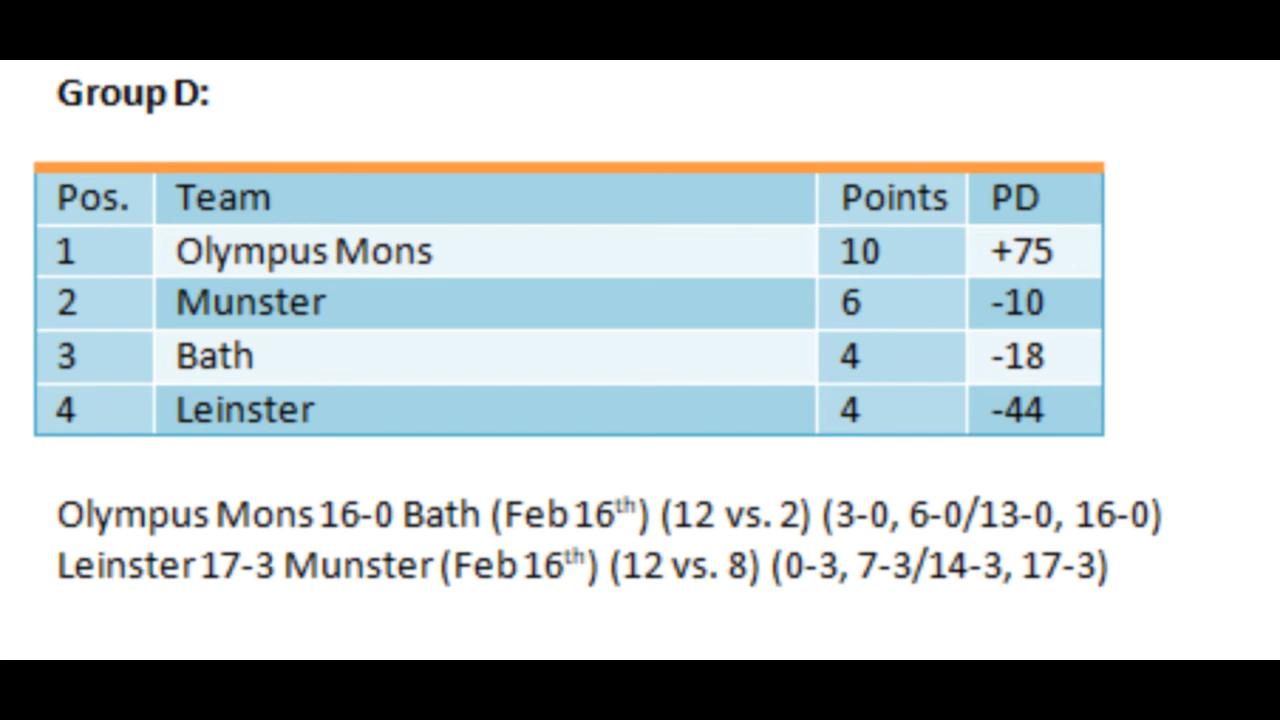 Group D:
Pos. Team Points PD
1 Olympus Mons 10 +75
2 Munster 6 -10
3 Bath 4 -18
4 Leinster 4 -44
Olympus Mons 16-0 Bath (Feb 16th) (12 vs. 2) (3-0, 6-0/13-0, 16-0)
Leinster 17-3 Munster (Feb 16th) (12 vs. 8) (0-3, 7-3/14-3, 17-3)